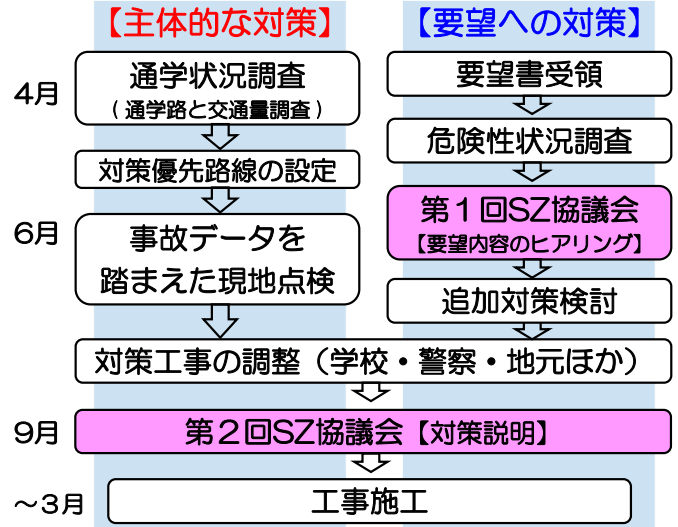 【主体的な対策】
【要望への対策】
4月
通学状況調査
(通学路と交通量調査)
要望書受領
危険性状況調査
対策優先路線の設定
6月
事故データを
踏まえた現地点検
第1回SZ協議会
【要望内容のヒアリング】
追加対策検討
対策工事の調整（学校・警察・地元ほか）
9月
第2回SZ協議会【対策説明】
～3月
工事施工